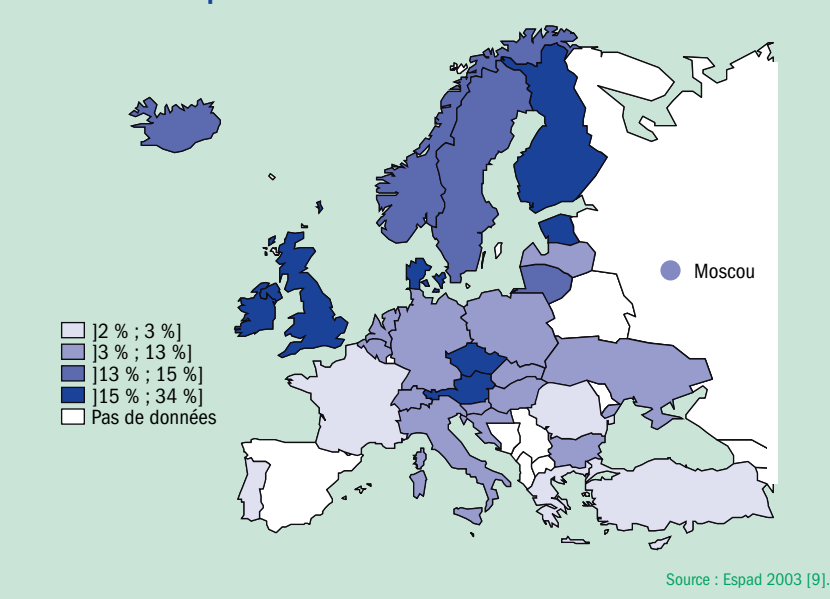 Moscou
]2 % ; 3 %]
]3 % ; 13 %]
]13 % ; 15 %]
]15 % ; 34 %]
Pas de données
Source : Espad 2003 [9].